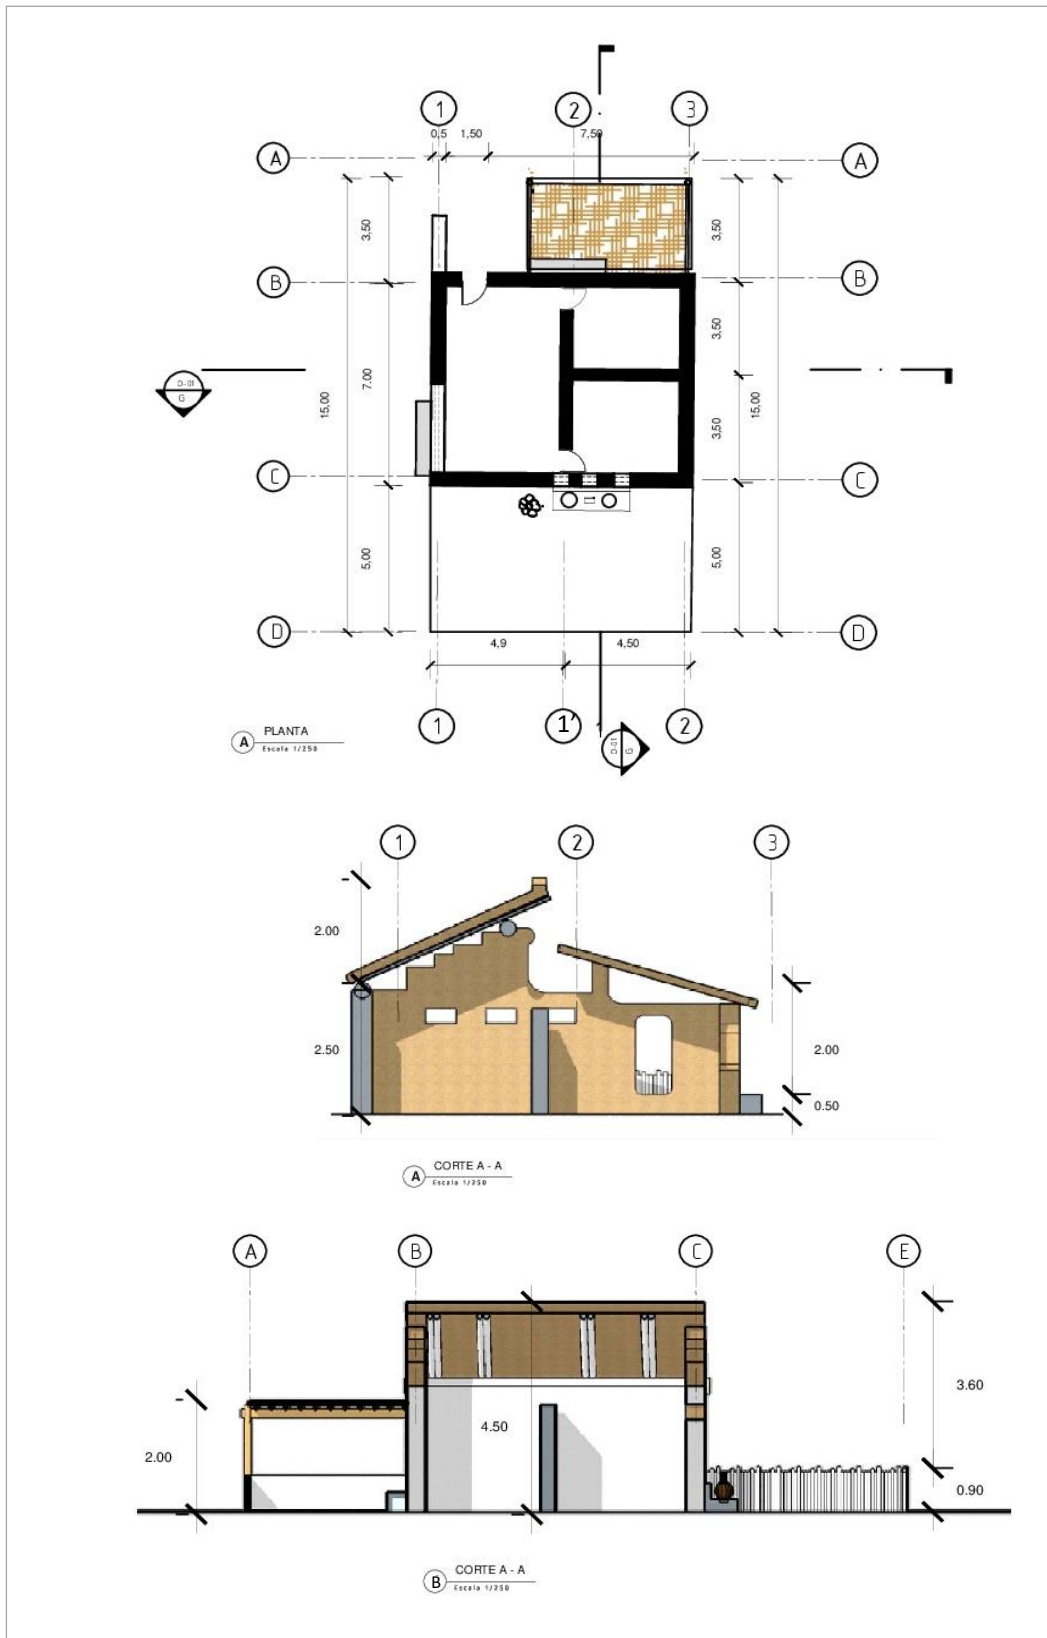 1 2 3
0,5 1,50 7,50
A A
3,50 3,50
B B
3,50
D-01
G
7.00
15,00 15,00
3,50
C C
5,00 5,00
D D
4,9 4,50
1 1' 2
A PLANTA
Escala 1/250
D-01
G
1 2 3
2.00
2.50 2.00
0.50
A CORTE A - A
Escala 1/250
A B C E
3.60
4.50
2.00
0.90
B CORTE A - A
Escala 1/250